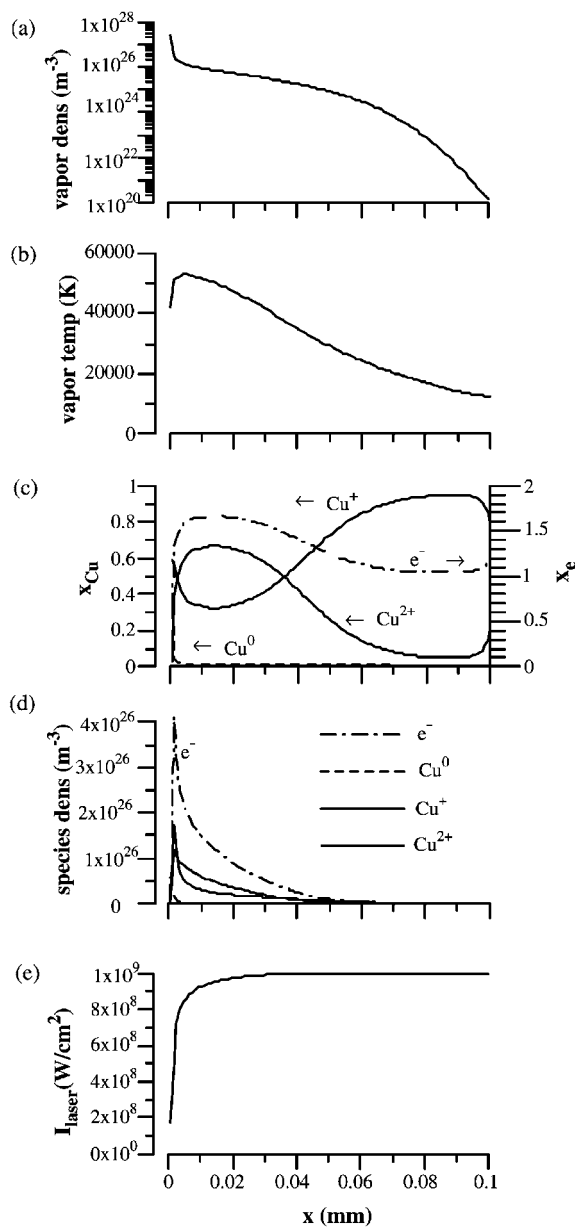 (a)
vapor dens (m⁻³)
1x10²⁸
1x10²⁶
1x10²⁴
1x10²²
1x10²⁰
(b)
vapor temp (K)
60000
40000
20000
0
(c)
x_Cu
1
0.8
0.6
0.4
0.2
0
← Cu⁺
e⁻ →
← Cu²⁺
← Cu⁰
2
1.5
1
0.5
0
x_e
(d)
species dens (m⁻³)
4x10²⁶
3x10²⁶
2x10²⁶
1x10²⁶
0
e⁻
e⁻
Cu⁰
Cu⁺
Cu²⁺
(e)
I_laser(W/cm²)
1x10⁹
8x10⁸
6x10⁸
4x10⁸
2x10⁸
0x10⁰
0 0.02 0.04 0.06 0.08 0.1
x (mm)